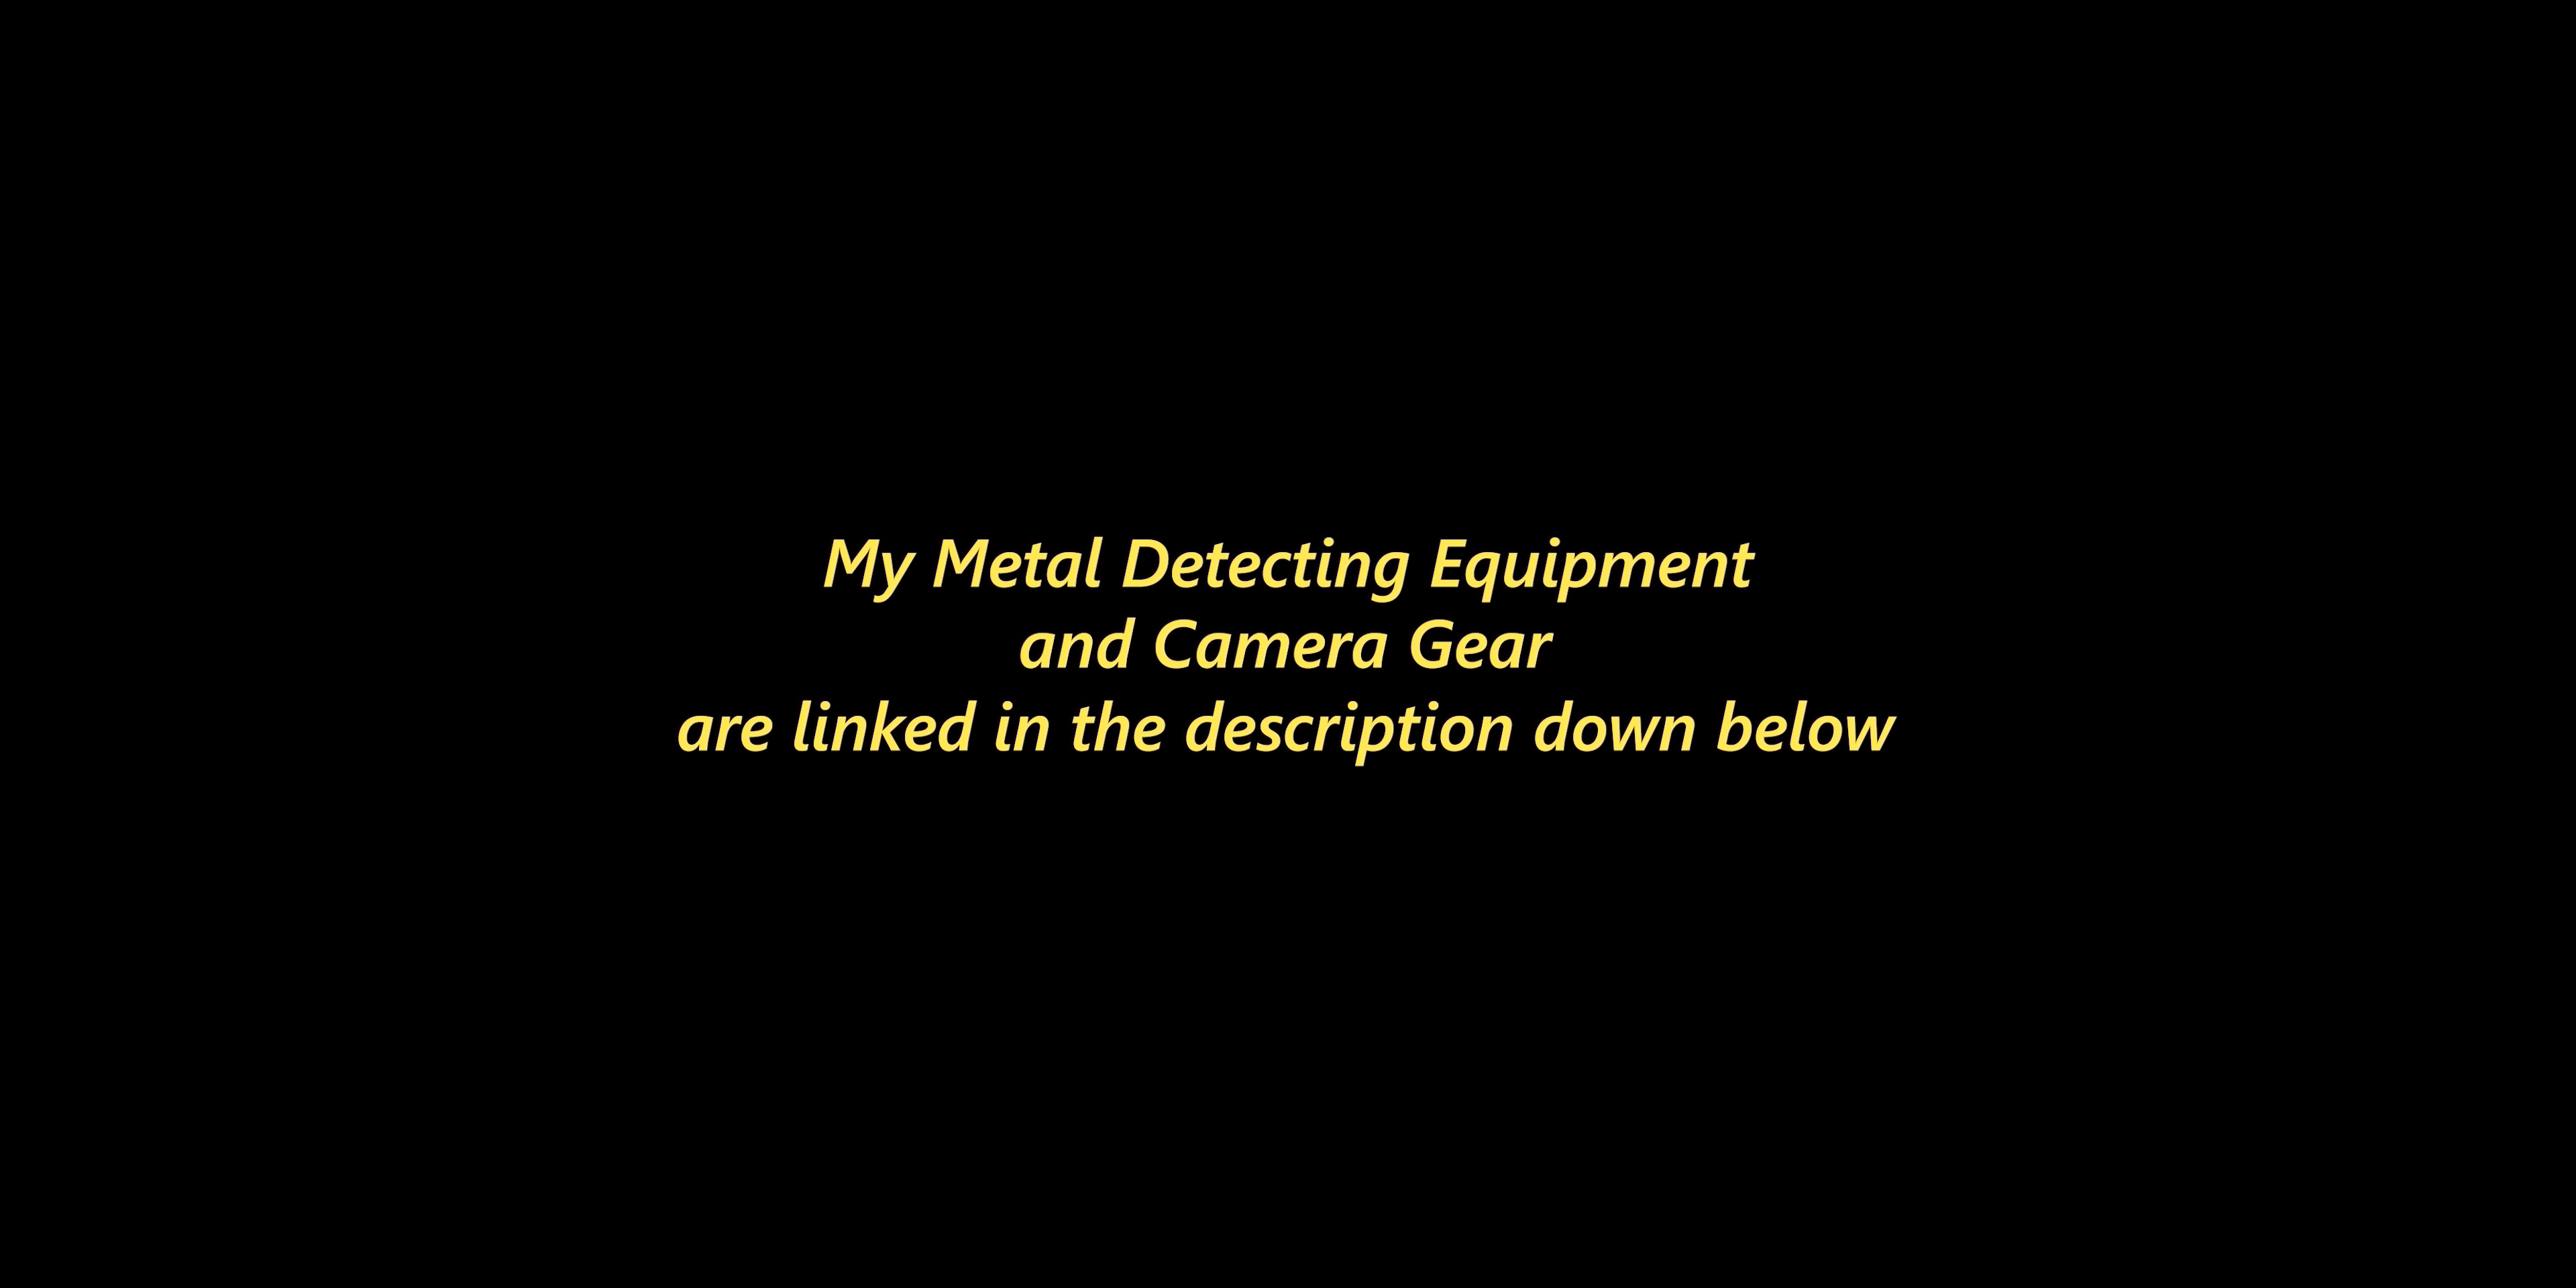 My Metal Detecting Equipment
and Camera Gear
are linked in the description down below